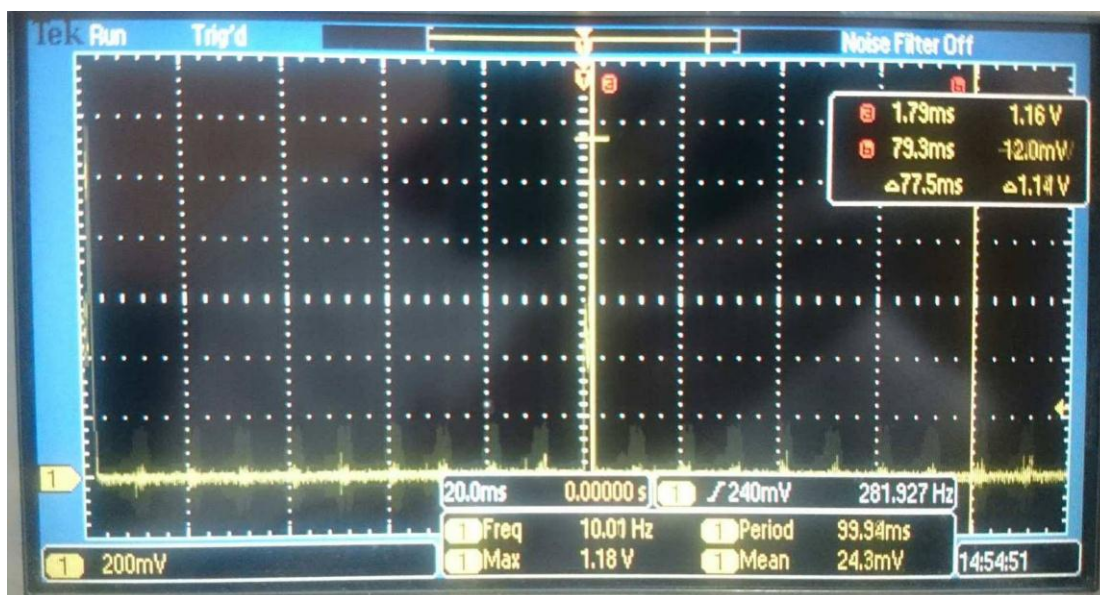 Tek Run Trig'd Noise Filter Off
T a b
a 1.79ms 1.16 V
b 79.3ms -12.0mV
△77.5ms △1.14 V
1
20.0ms 0.00000 s 1 ∫ 240mV 281.927 Hz
1 Freq 10.01 Hz 1 Period 99.94ms
1 Max 1.18 V 1 Mean 24.3mV
1 200mV 14:54:51